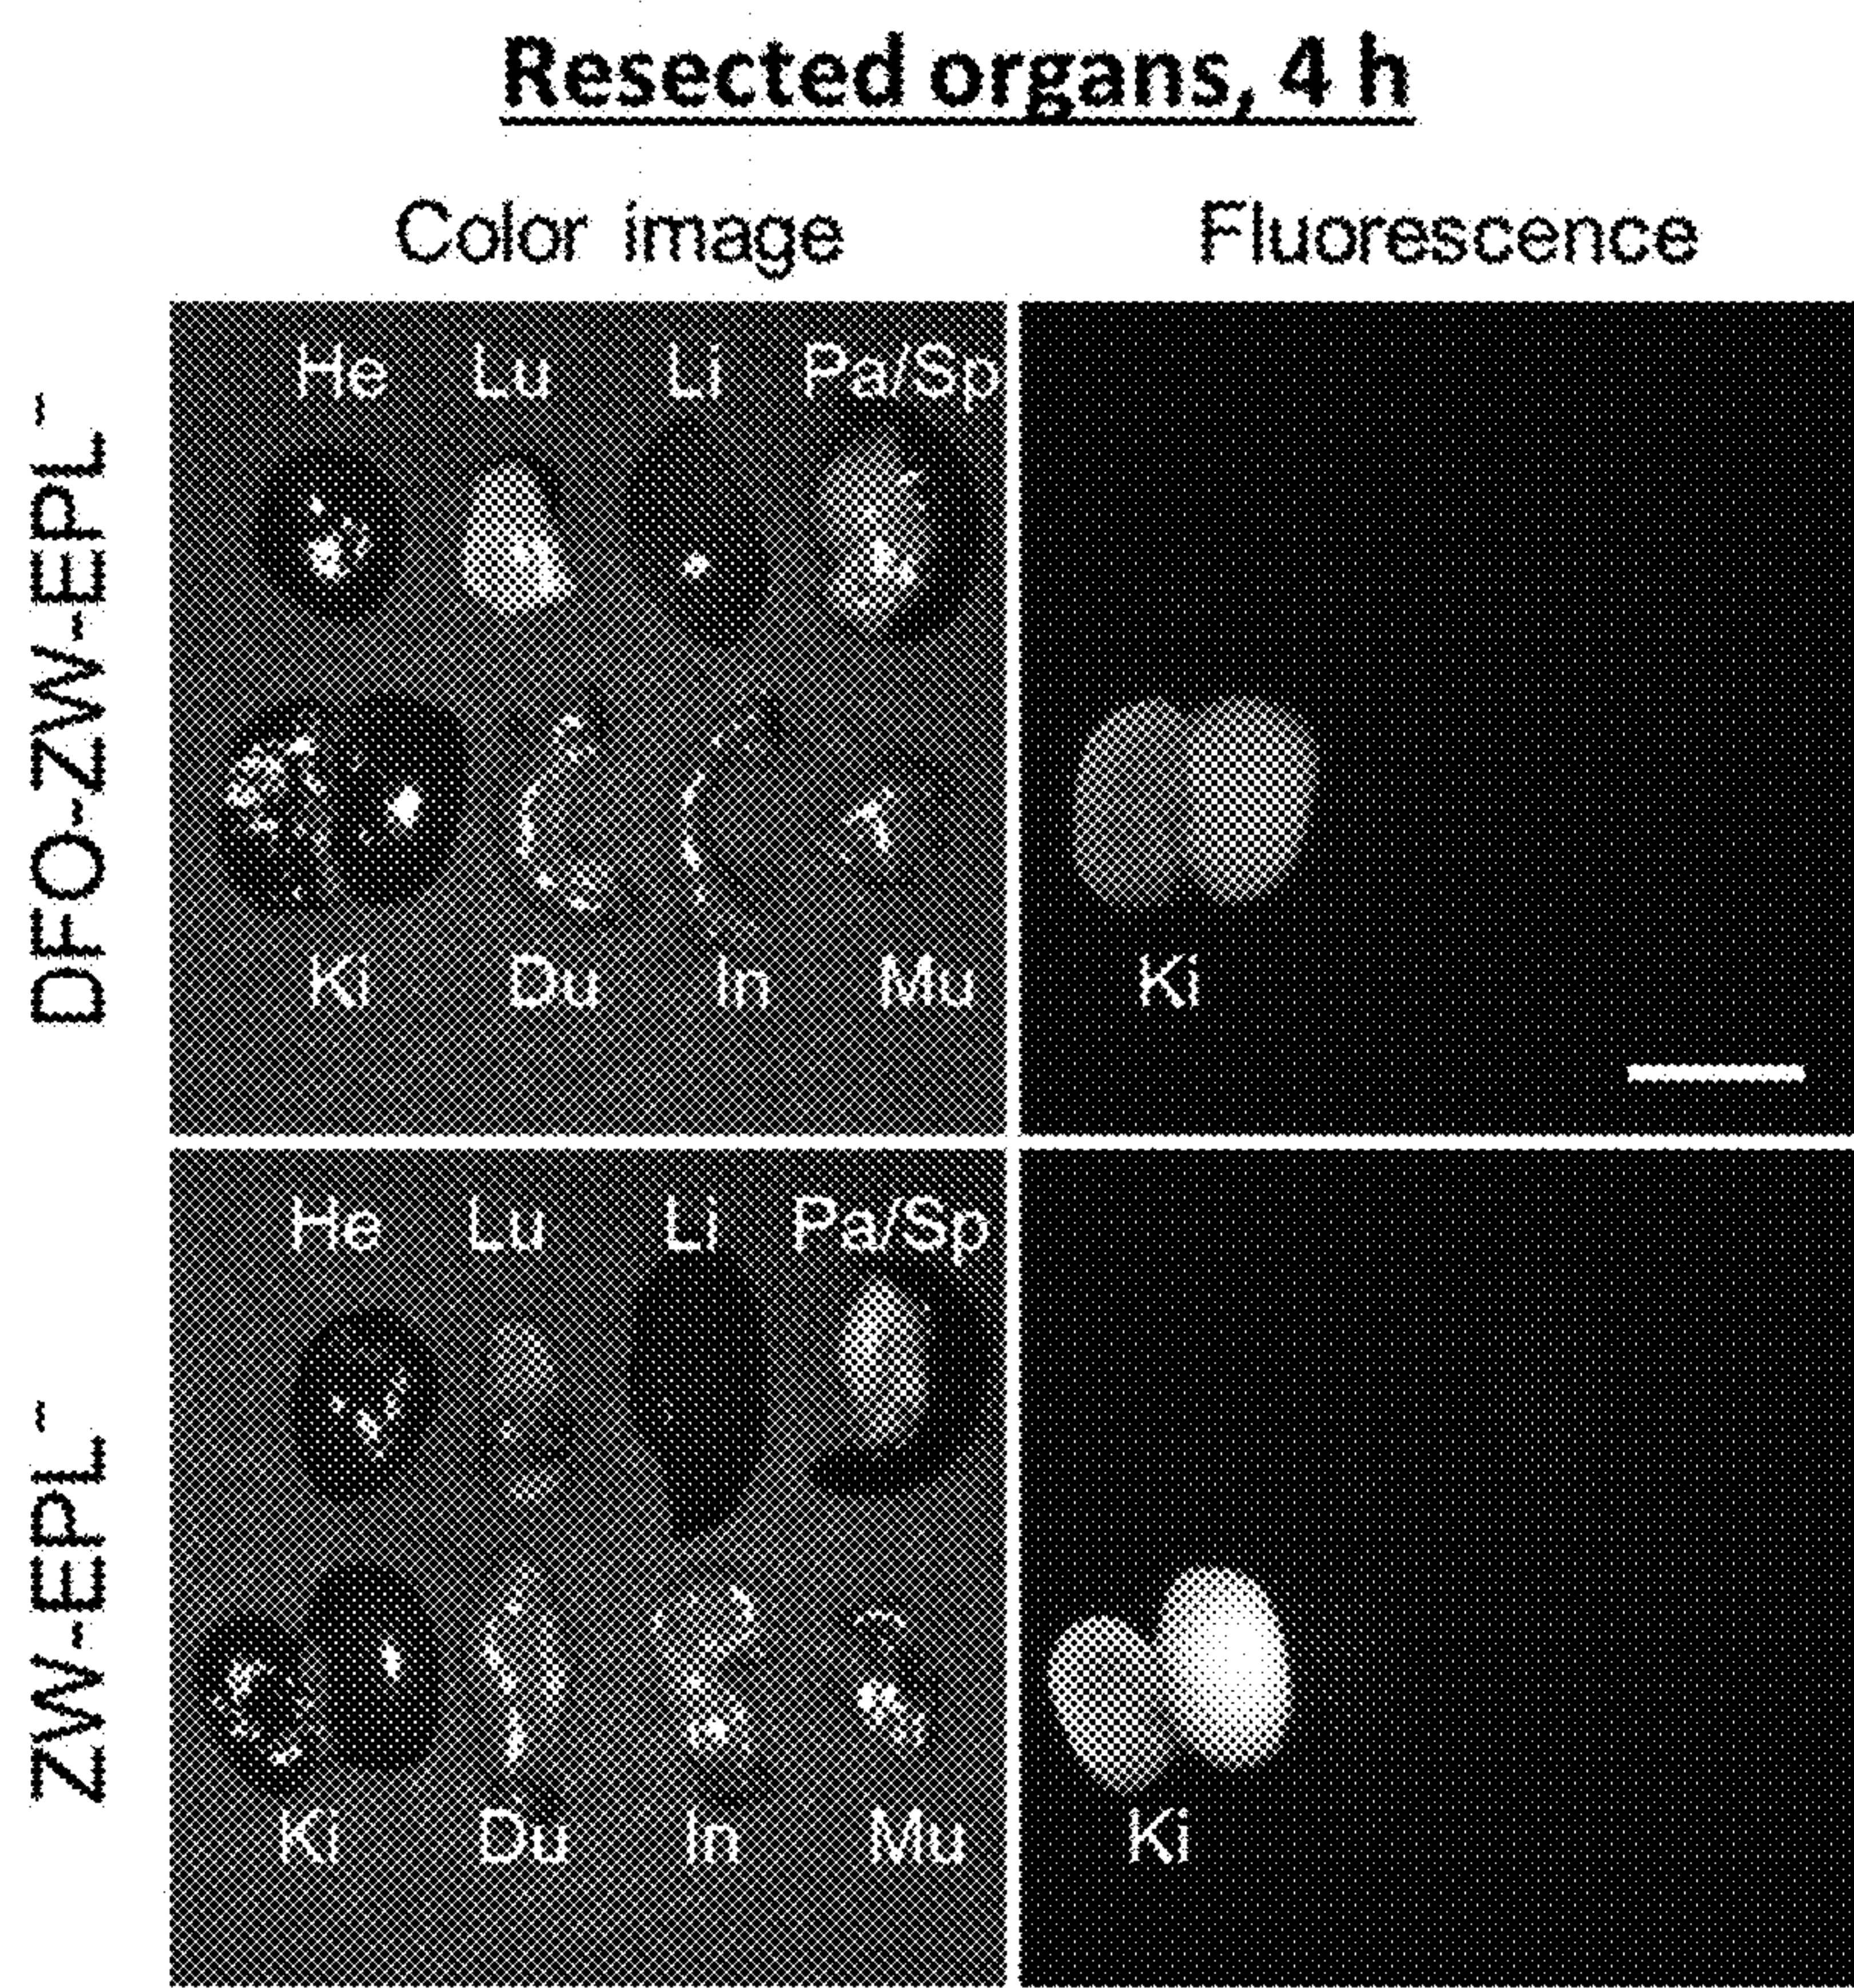 Resected organs, 4 h
Color image
Fluorescence
DFO-ZW-EPL⁻
He Lu Li Pa/Sp
Ki Du In Mu
Ki
ZW-EPL⁻
He Lu Li Pa/Sp
Ki Du In Mu
Ki